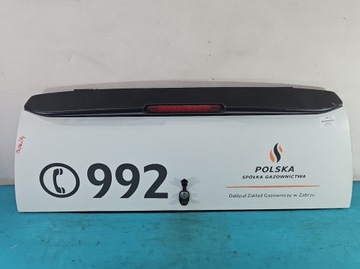 992
POLSKA
SPÓŁKA GAZOWNICTWA
Oddział Zakład Gazowniczy w Zabrzu